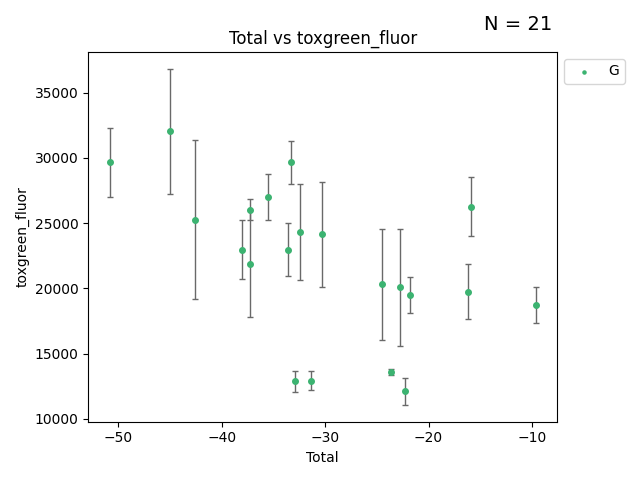 N = 21
Total vs toxgreen_fluor
G
toxgreen_fluor
35000
30000
25000
20000
15000
10000
−50 −40 −30 −20 −10
Total